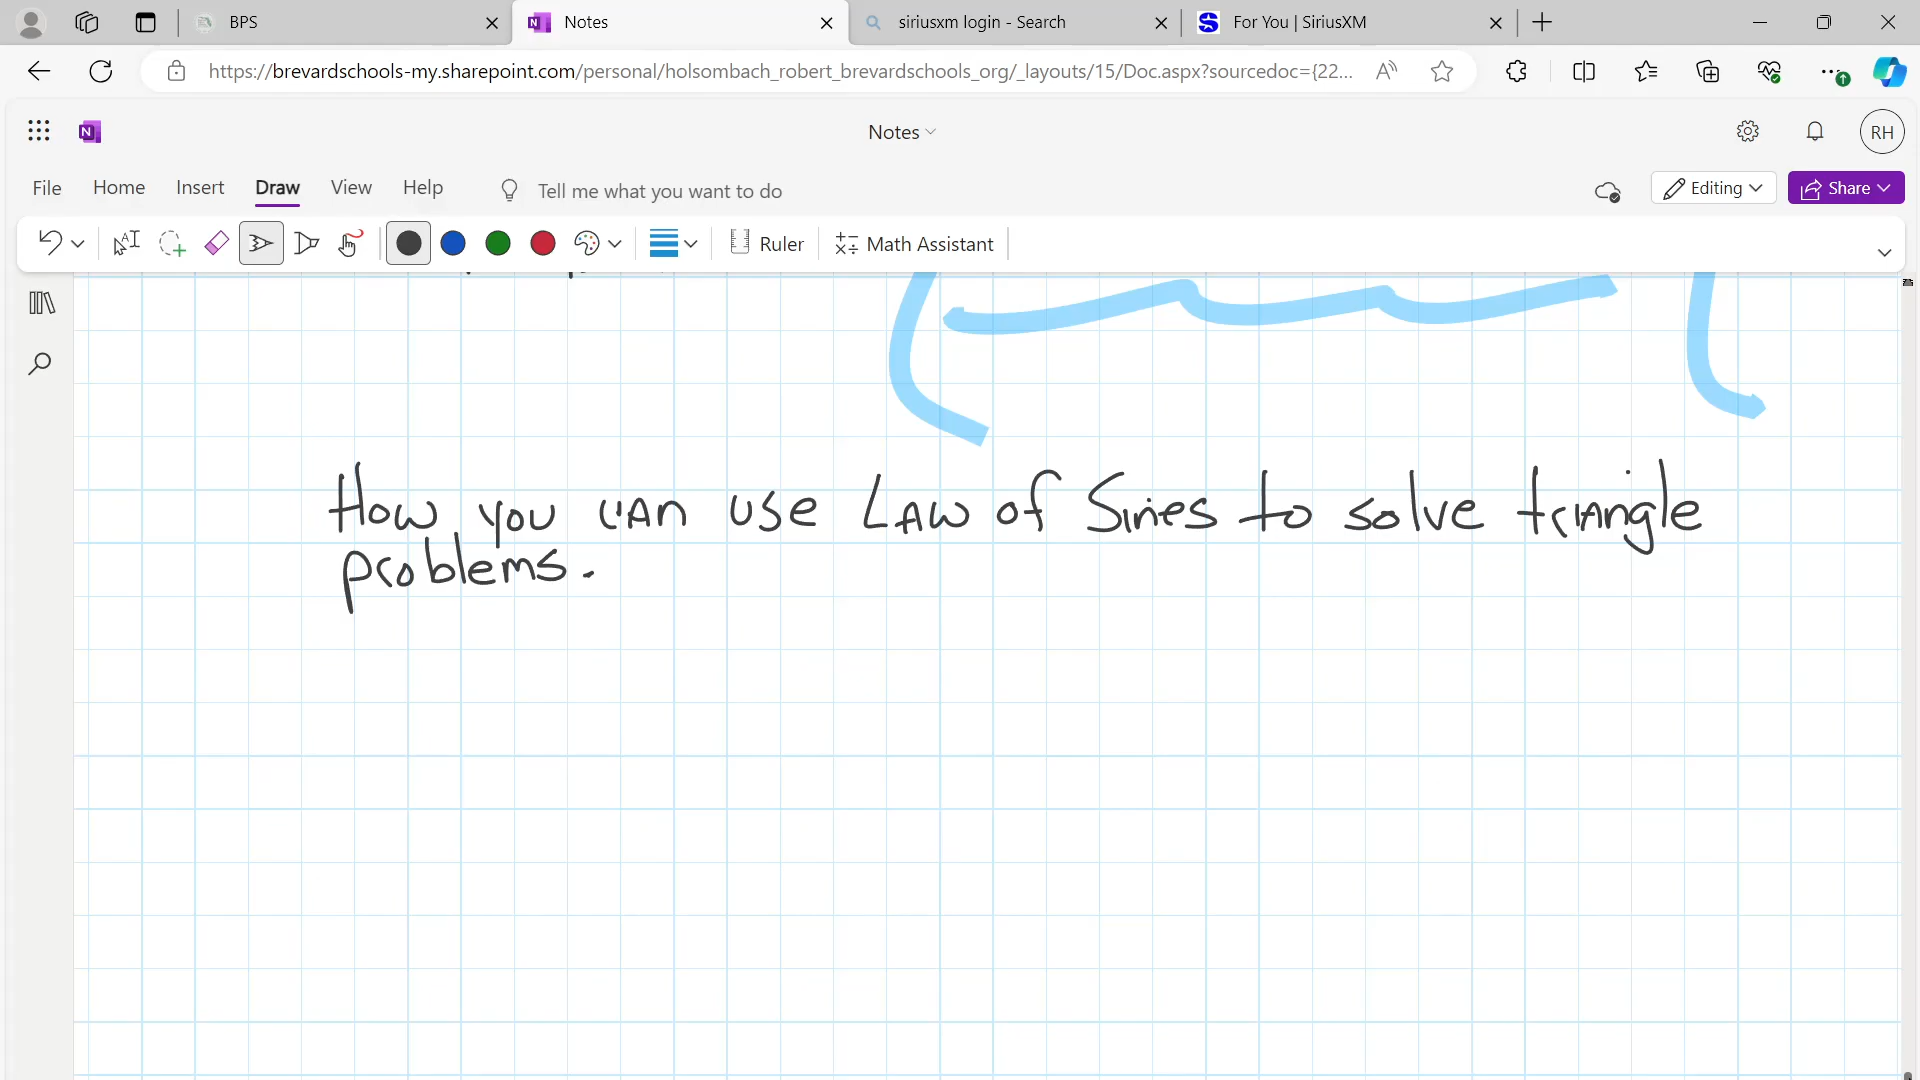 BPS
Notes
siriusxm login - Search
For You | SiriusXM
https://brevardschools-my.sharepoint.com/personal/holsombach_robert_brevardschools_org/_layouts/15/Doc.aspx?sourcedoc={22...
Notes
RH
File Home Insert Draw View Help Tell me what you want to do
Editing Share
Ruler Math Assistant
How you can use Law of Sines to solve triangle
problems.